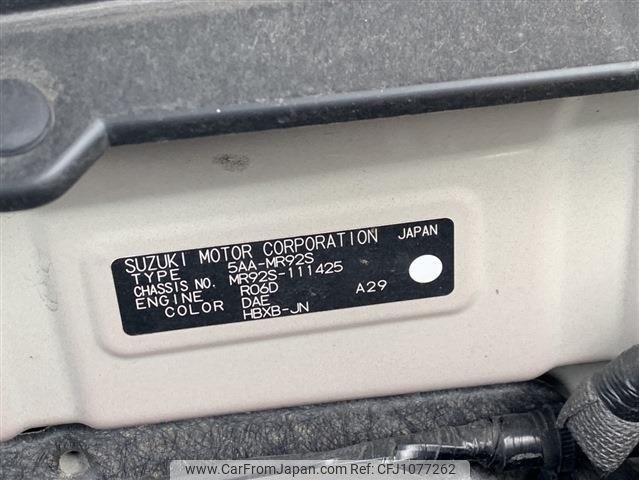 SUZUKI MOTOR CORPORATION JAPAN
TYPE 5AA-MR92S
CHASSIS NO. MR92S-111425
ENGINE R06D A29
COLOR DAE
HBXB-JN
www.CarFromJapan.com | Ref. CFJ1077262